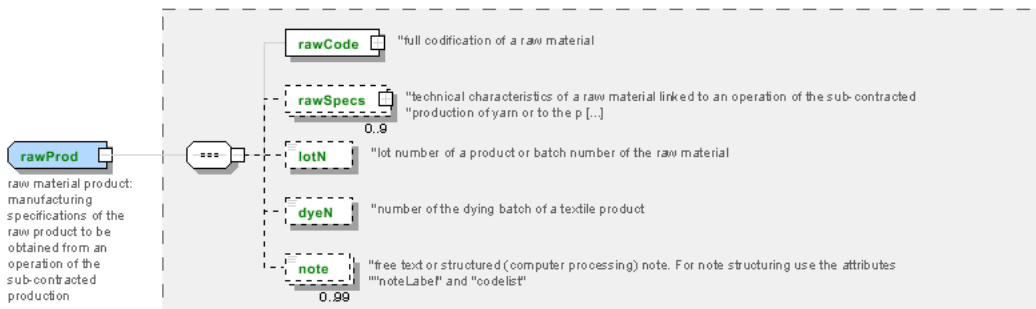 rawCode
"full codification of a raw material
rawSpecs
"technical characteristics of a raw material linked to an operation of the sub-contracted
"production of yarn or to the p [...]
0..9
rawProd
lotN
"lot number of a product or batch number of the raw material
raw material product:
manufacturing
specifications of the
raw product to be
obtained from an
operation of the
sub-contracted
production
dyeN
"number of the dying batch of a textile product
note
"free text or structured (computer processing) note. For note structuring use the attributes
""noteLabel" and "codelist"
0..99